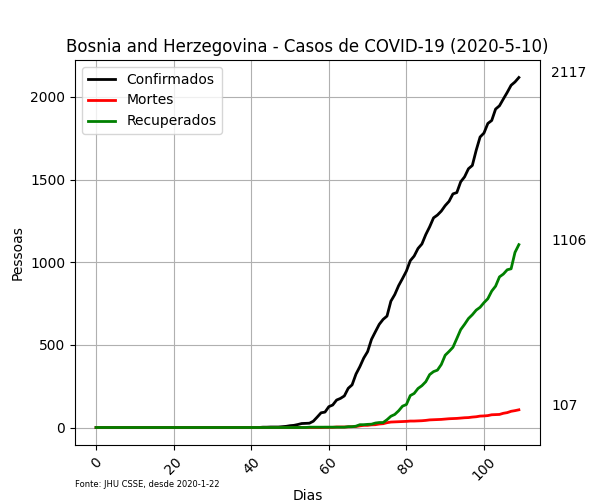 Bosnia and Herzegovina - Casos de COVID-19 (2020-5-10)
Confirmados
Mortes
Recuperados
2117
1106
107
Pessoas
2000
1500
1000
500
0
0 20 40 60 80 100
Fonte: JHU CSSE, desde 2020-1-22
Dias